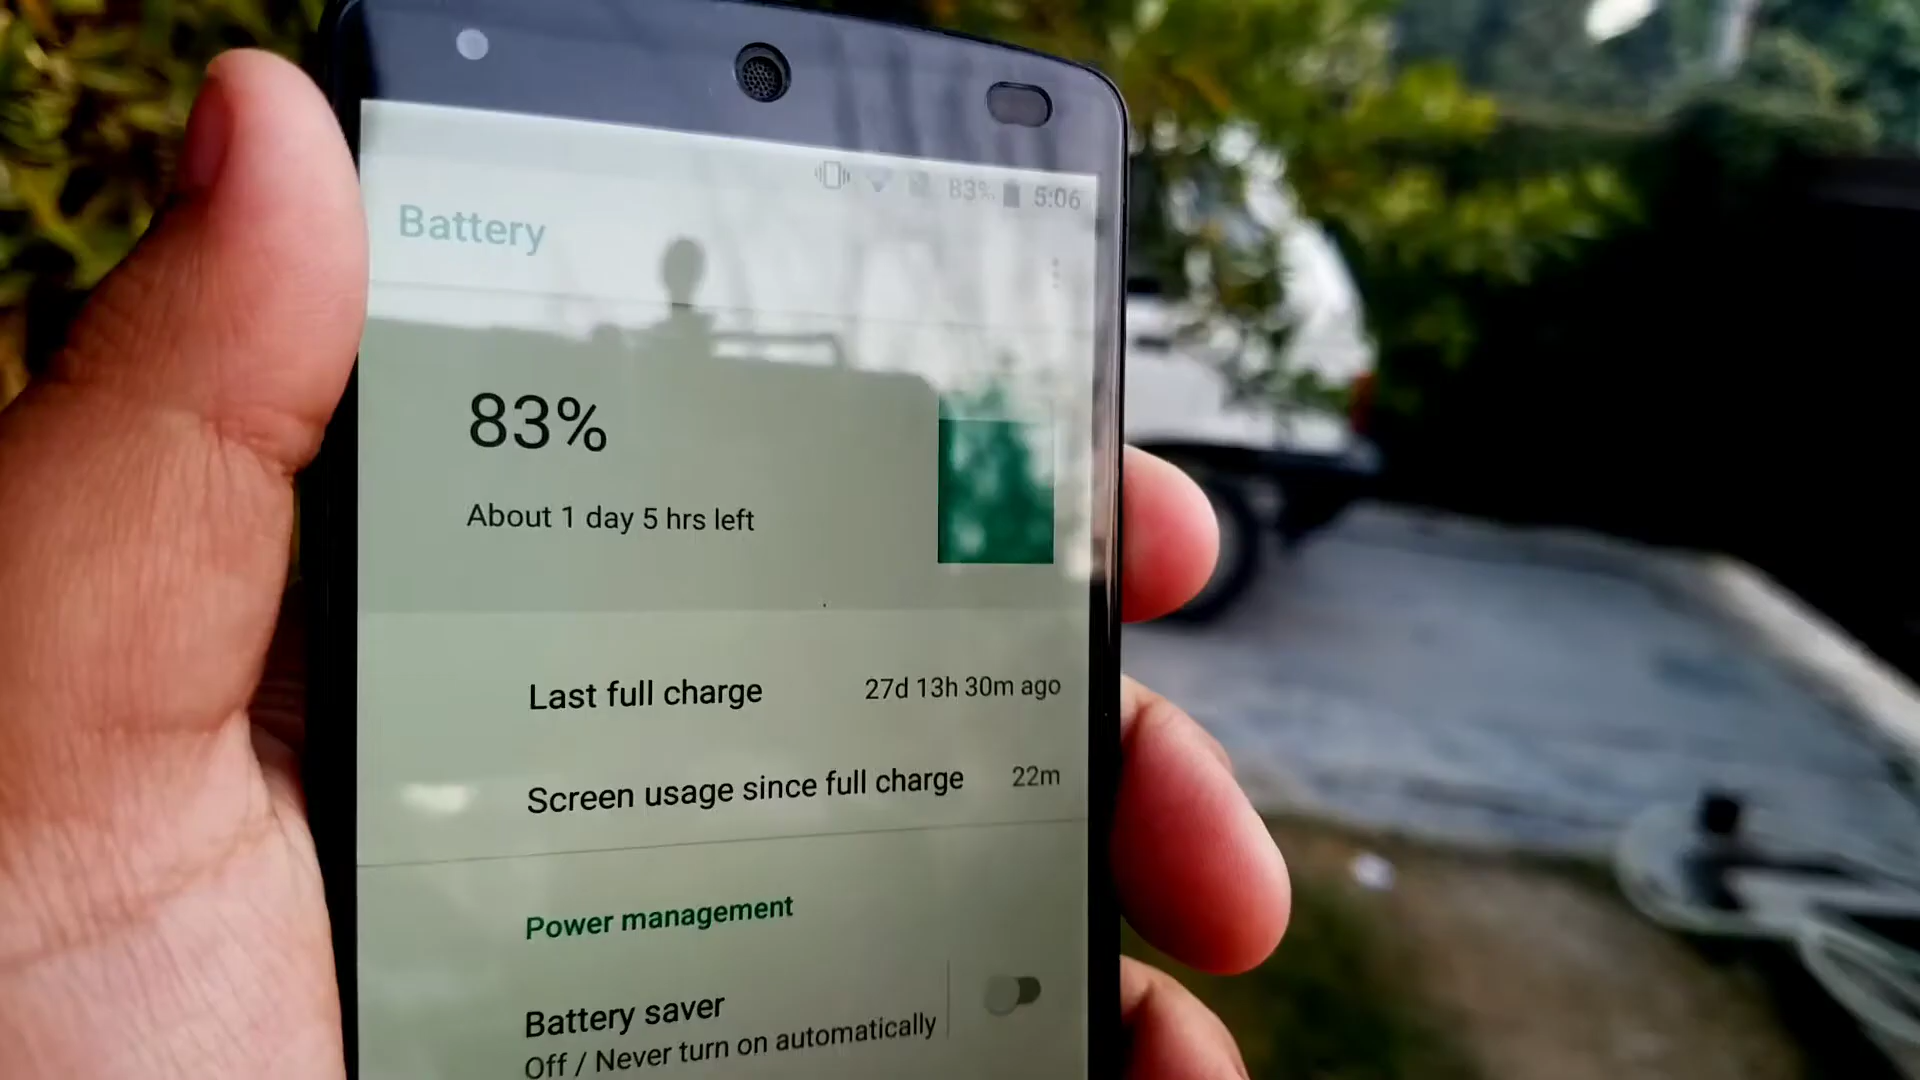 83% 5:06
Battery
83%
About 1 day 5 hrs left
Last full charge 27d 13h 30m ago
Screen usage since full charge 22m
Power management
Battery saver
Off / Never turn on automatically